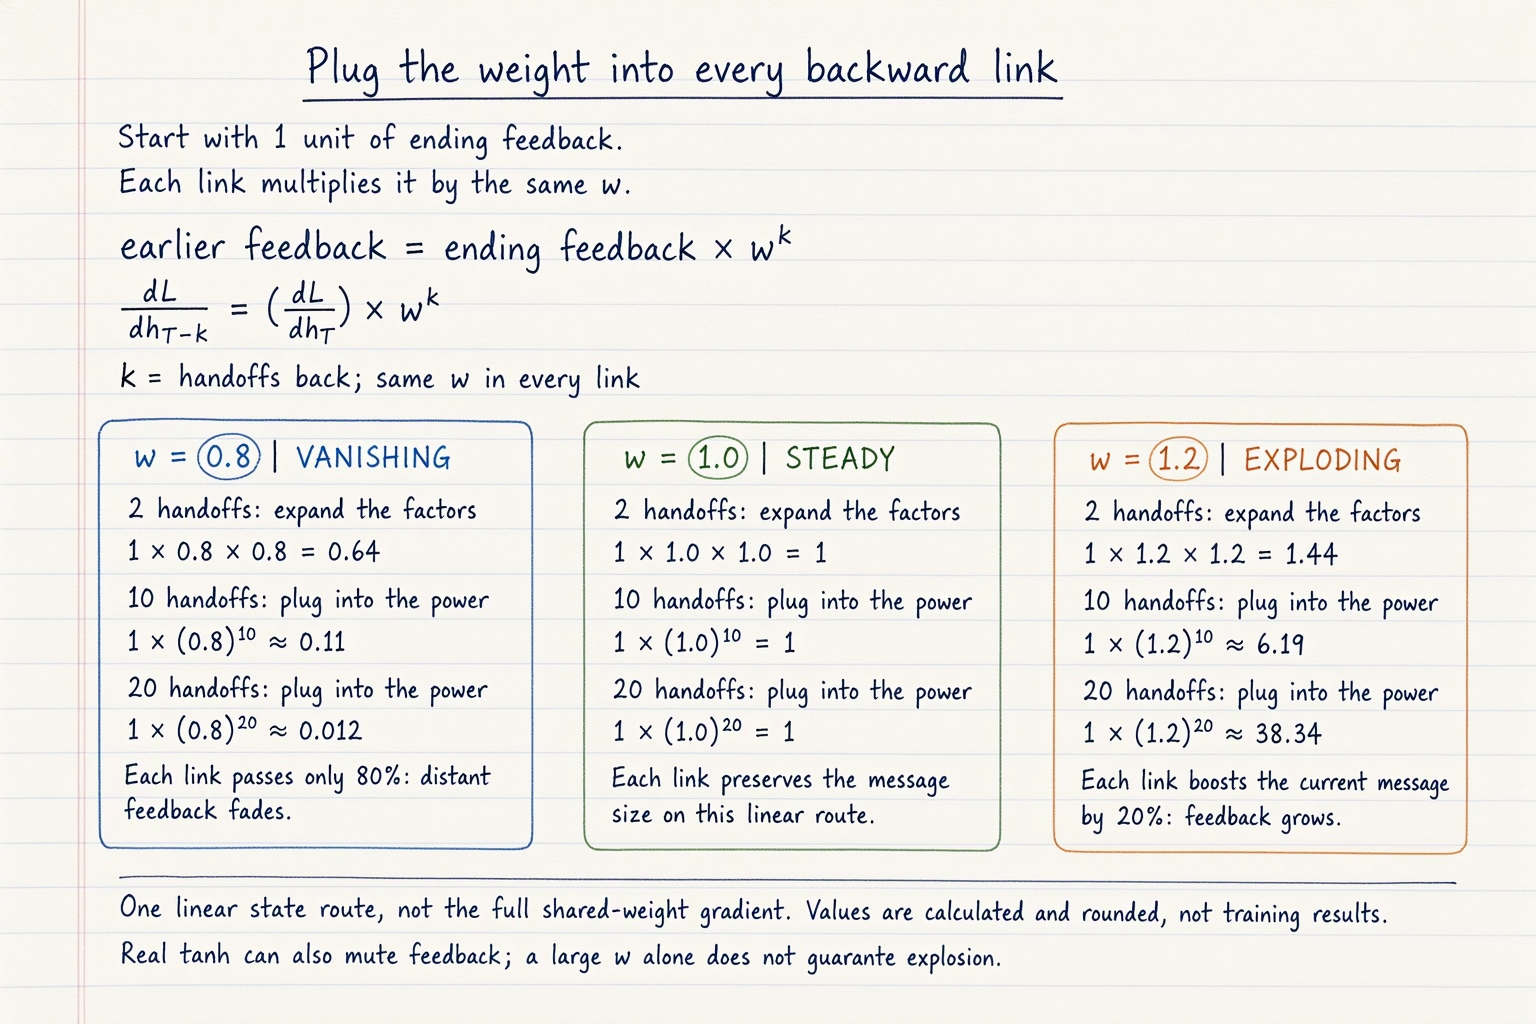 Plug the weight into every backward link
Start with 1 unit of ending feedback.
Each link multiplies it by the same w.
earlier feedback = ending feedback × w^k
dL/dh_{T-k} = (dL/dh_T) × w^k
k = handoffs back; same w in every link
w = 0.8 | VANISHING
2 handoffs: expand the factors
1 × 0.8 × 0.8 = 0.64
10 handoffs: plug into the power
1 × (0.8)^10 ≈ 0.11
20 handoffs: plug into the power
1 × (0.8)^20 ≈ 0.012
Each link passes only 80%: distant
feedback fades.
w = 1.0 | STEADY
2 handoffs: expand the factors
1 × 1.0 × 1.0 = 1
10 handoffs: plug into the power
1 × (1.0)^10 = 1
20 handoffs: plug into the power
1 × (1.0)^20 = 1
Each link preserves the message
size on this linear route.
w = 1.2 | EXPLODING
2 handoffs: expand the factors
1 × 1.2 × 1.2 = 1.44
10 handoffs: plug into the power
1 × (1.2)^10 ≈ 6.19
20 handoffs: plug into the power
1 × (1.2)^20 ≈ 38.34
Each link boosts the current message
by 20%: feedback grows.
One linear state route, not the full shared-weight gradient. Values are calculated and rounded, not training results.
Real tanh can also mute feedback; a large w alone does not guarante explosion.